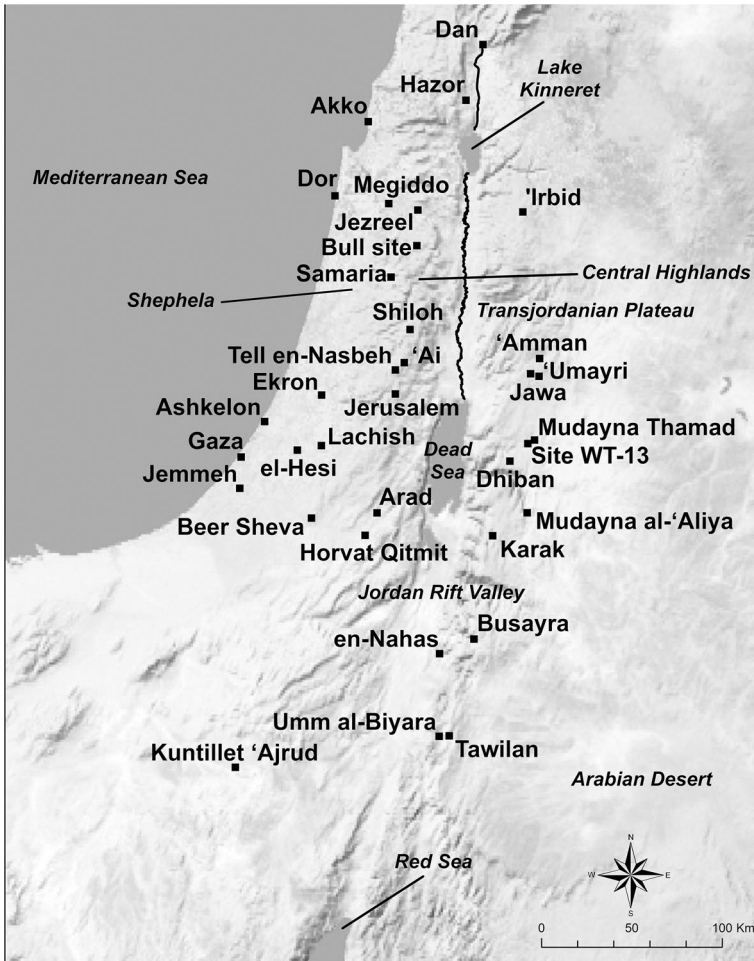 Dan
Lake
Kinneret
Hazor
Akko
Mediterranean Sea
Dor
Megiddo
'Irbid
Jezreel
Bull site
Samaria
Central Highlands
Shephela
Transjordanian Plateau
Shiloh
‘Amman
Tell en-Nasbeh
‘Ai
‘Umayri
Ekron
Jawa
Ashkelon
Jerusalem
Mudayna Thamad
Gaza
Lachish
Dead
Sea
Site WT-13
el-Hesi
Jemmeh
Dhiban
Arad
Beer Sheva
Mudayna al-‘Aliya
Horvat Qitmit
Karak
Jordan Rift Valley
Busayra
en-Nahas
Umm al-Biyara
Tawilan
Kuntillet ‘Ajrud
Arabian Desert
Red Sea
N
W
E
S
0 50 100 Km